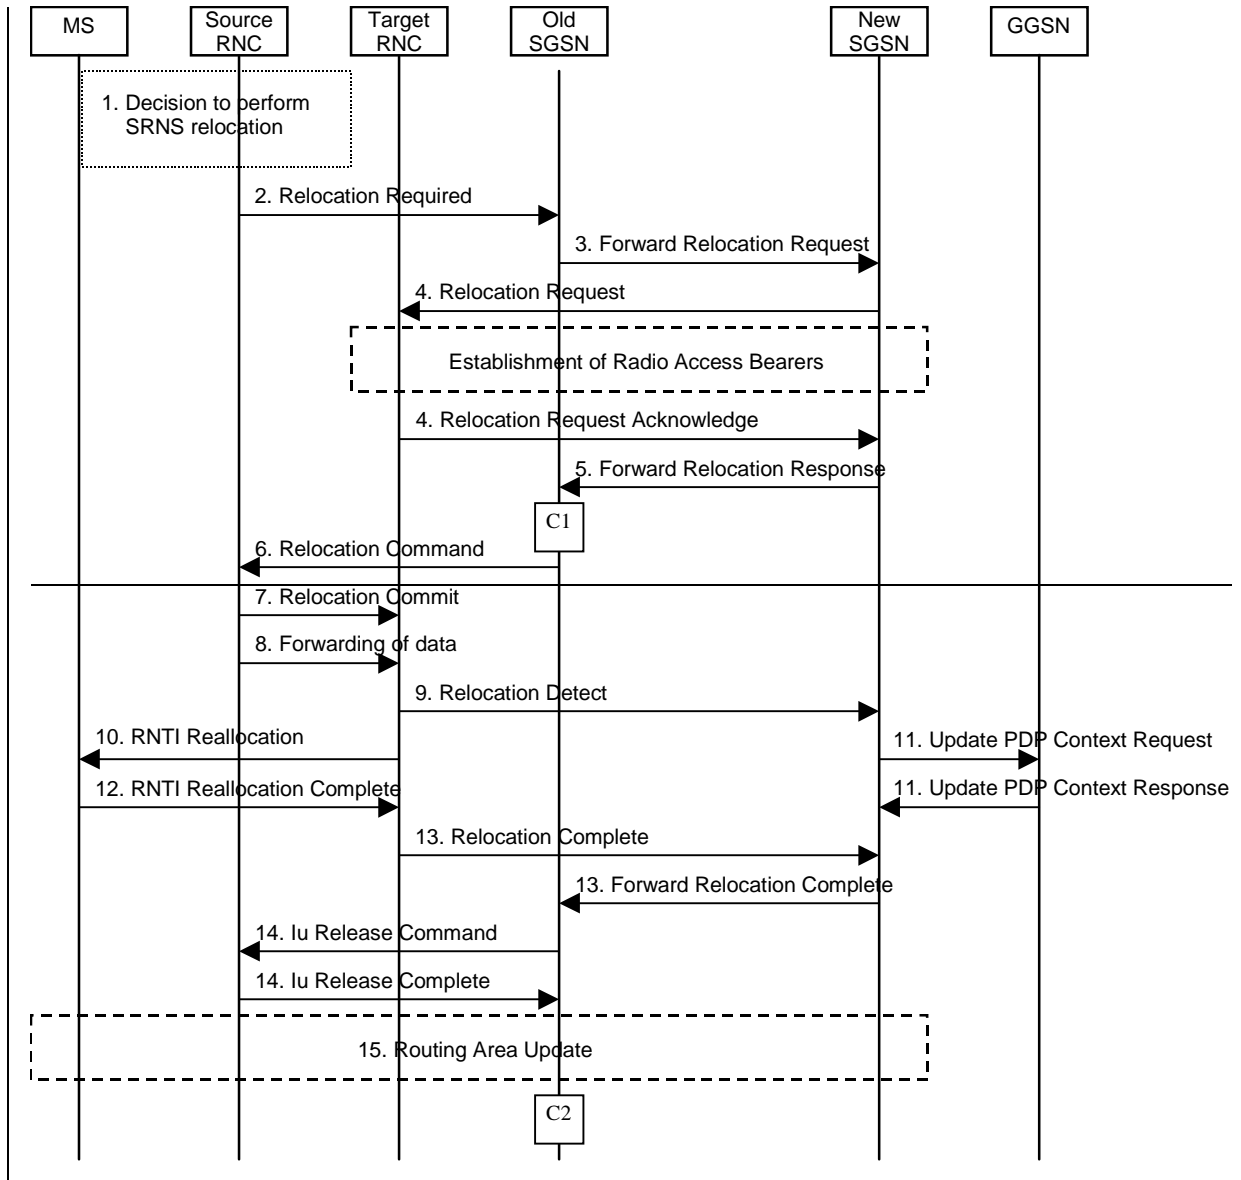 MS
Source
RNC
Target
RNC
Old
SGSN
New
SGSN
GGSN
1. Decision to perform
SRNS relocation
2. Relocation Required
3. Forward Relocation Request
4. Relocation Request
Establishment of Radio Access Bearers
4. Relocation Request Acknowledge
5. Forward Relocation Response
C1
6. Relocation Command
7. Relocation Commit
8. Forwarding of data
9. Relocation Detect
10. RNTI Reallocation
11. Update PDP Context Request
12. RNTI Reallocation Complete
11. Update PDP Context Response
13. Relocation Complete
13. Forward Relocation Complete
14. Iu Release Command
14. Iu Release Complete
15. Routing Area Update
C2